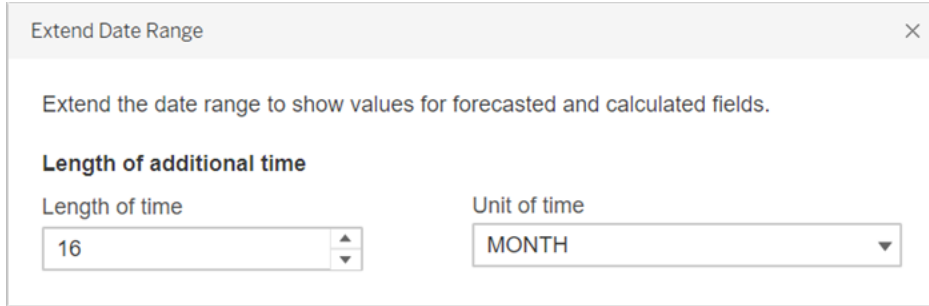 Extend Date Range
Extend the date range to show values for forecasted and calculated fields.
Length of additional time
Length of time
Unit of time
16
MONTH